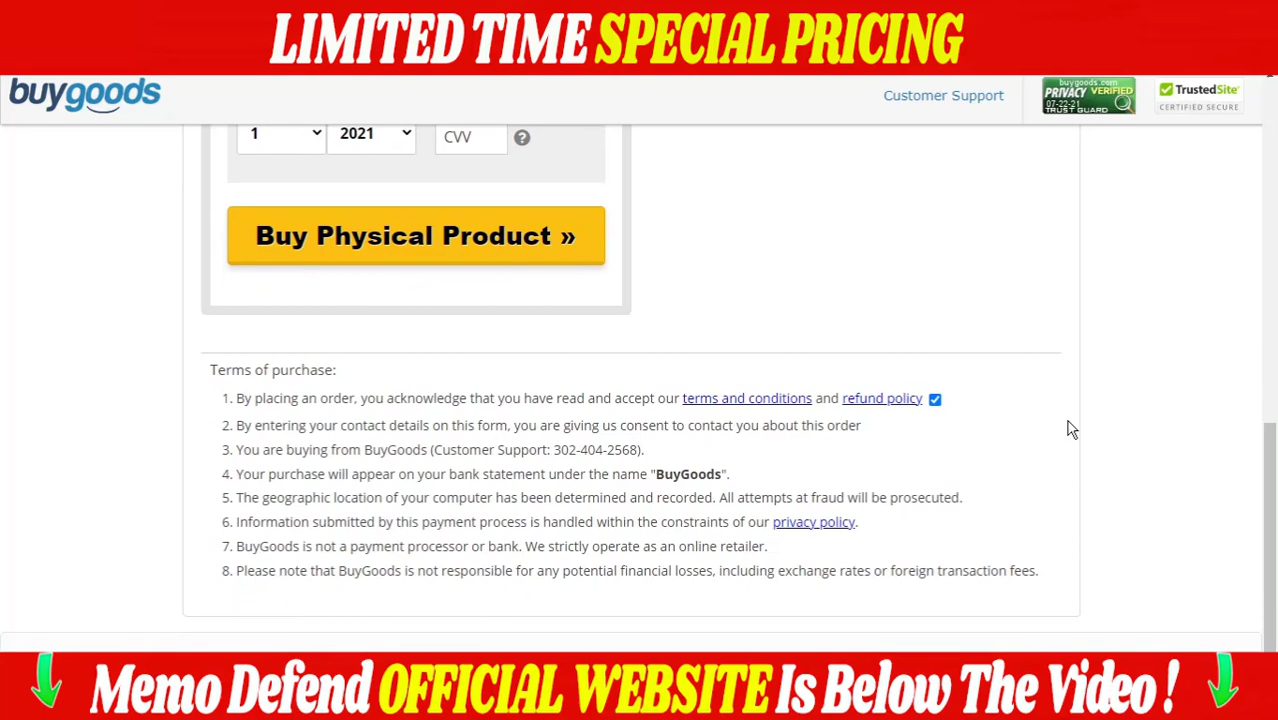 LIMITED TIME SPECIAL PRICING
buygoods
Customer Support
buygoods.com
PRIVACY VERIFIED
07-22-21
TRUST GUARD
TrustedSite
CERTIFIED SECURE
1 2021 CVV ?
Buy Physical Product »
Terms of purchase:
1. By placing an order, you acknowledge that you have read and accept our terms and conditions and refund policy
2. By entering your contact details on this form, you are giving us consent to contact you about this order
3. You are buying from BuyGoods (Customer Support: 302-404-2568).
4. Your purchase will appear on your bank statement under the name "BuyGoods".
5. The geographic location of your computer has been determined and recorded. All attempts at fraud will be prosecuted.
6. Information submitted by this payment process is handled within the constraints of our privacy policy.
7. BuyGoods is not a payment processor or bank. We strictly operate as an online retailer.
8. Please note that BuyGoods is not responsible for any potential financial losses, including exchange rates or foreign transaction fees.
Memo Defend OFFICIAL WEBSITE Is Below The Video !